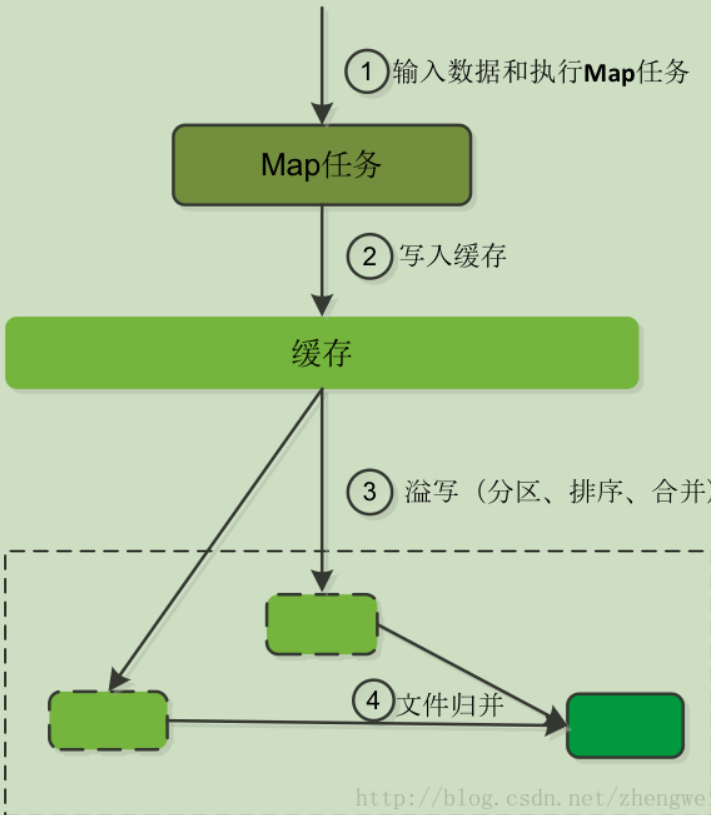 1 输入数据和执行Map任务
Map任务
2 写入缓存
缓存
3 溢写（分区、排序、合并）
4 文件归并
http://blog.csdn.net/zhengwei